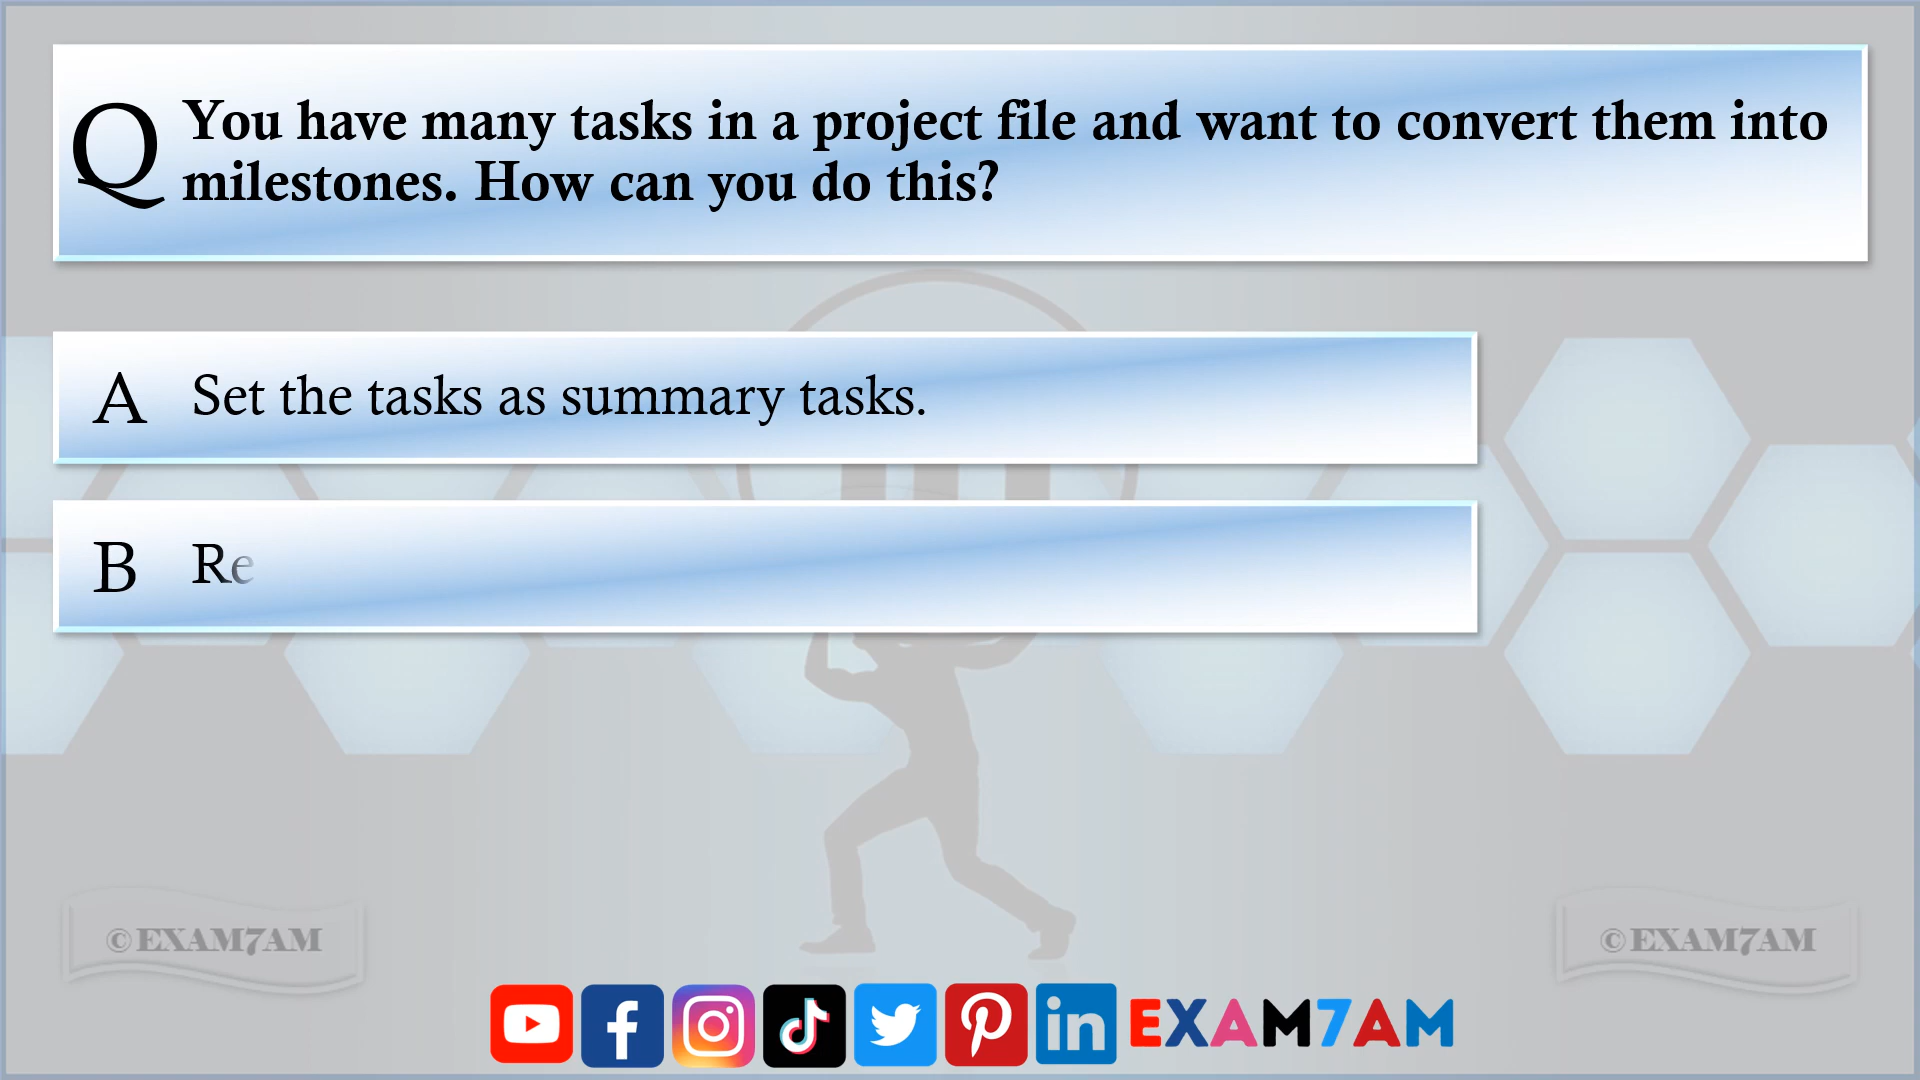 Q You have many tasks in a project file and want to convert them into
milestones. How can you do this?
A Set the tasks as summary tasks.
B Re
©EXAM7AM
©EXAM7AM
in EXAM7AM